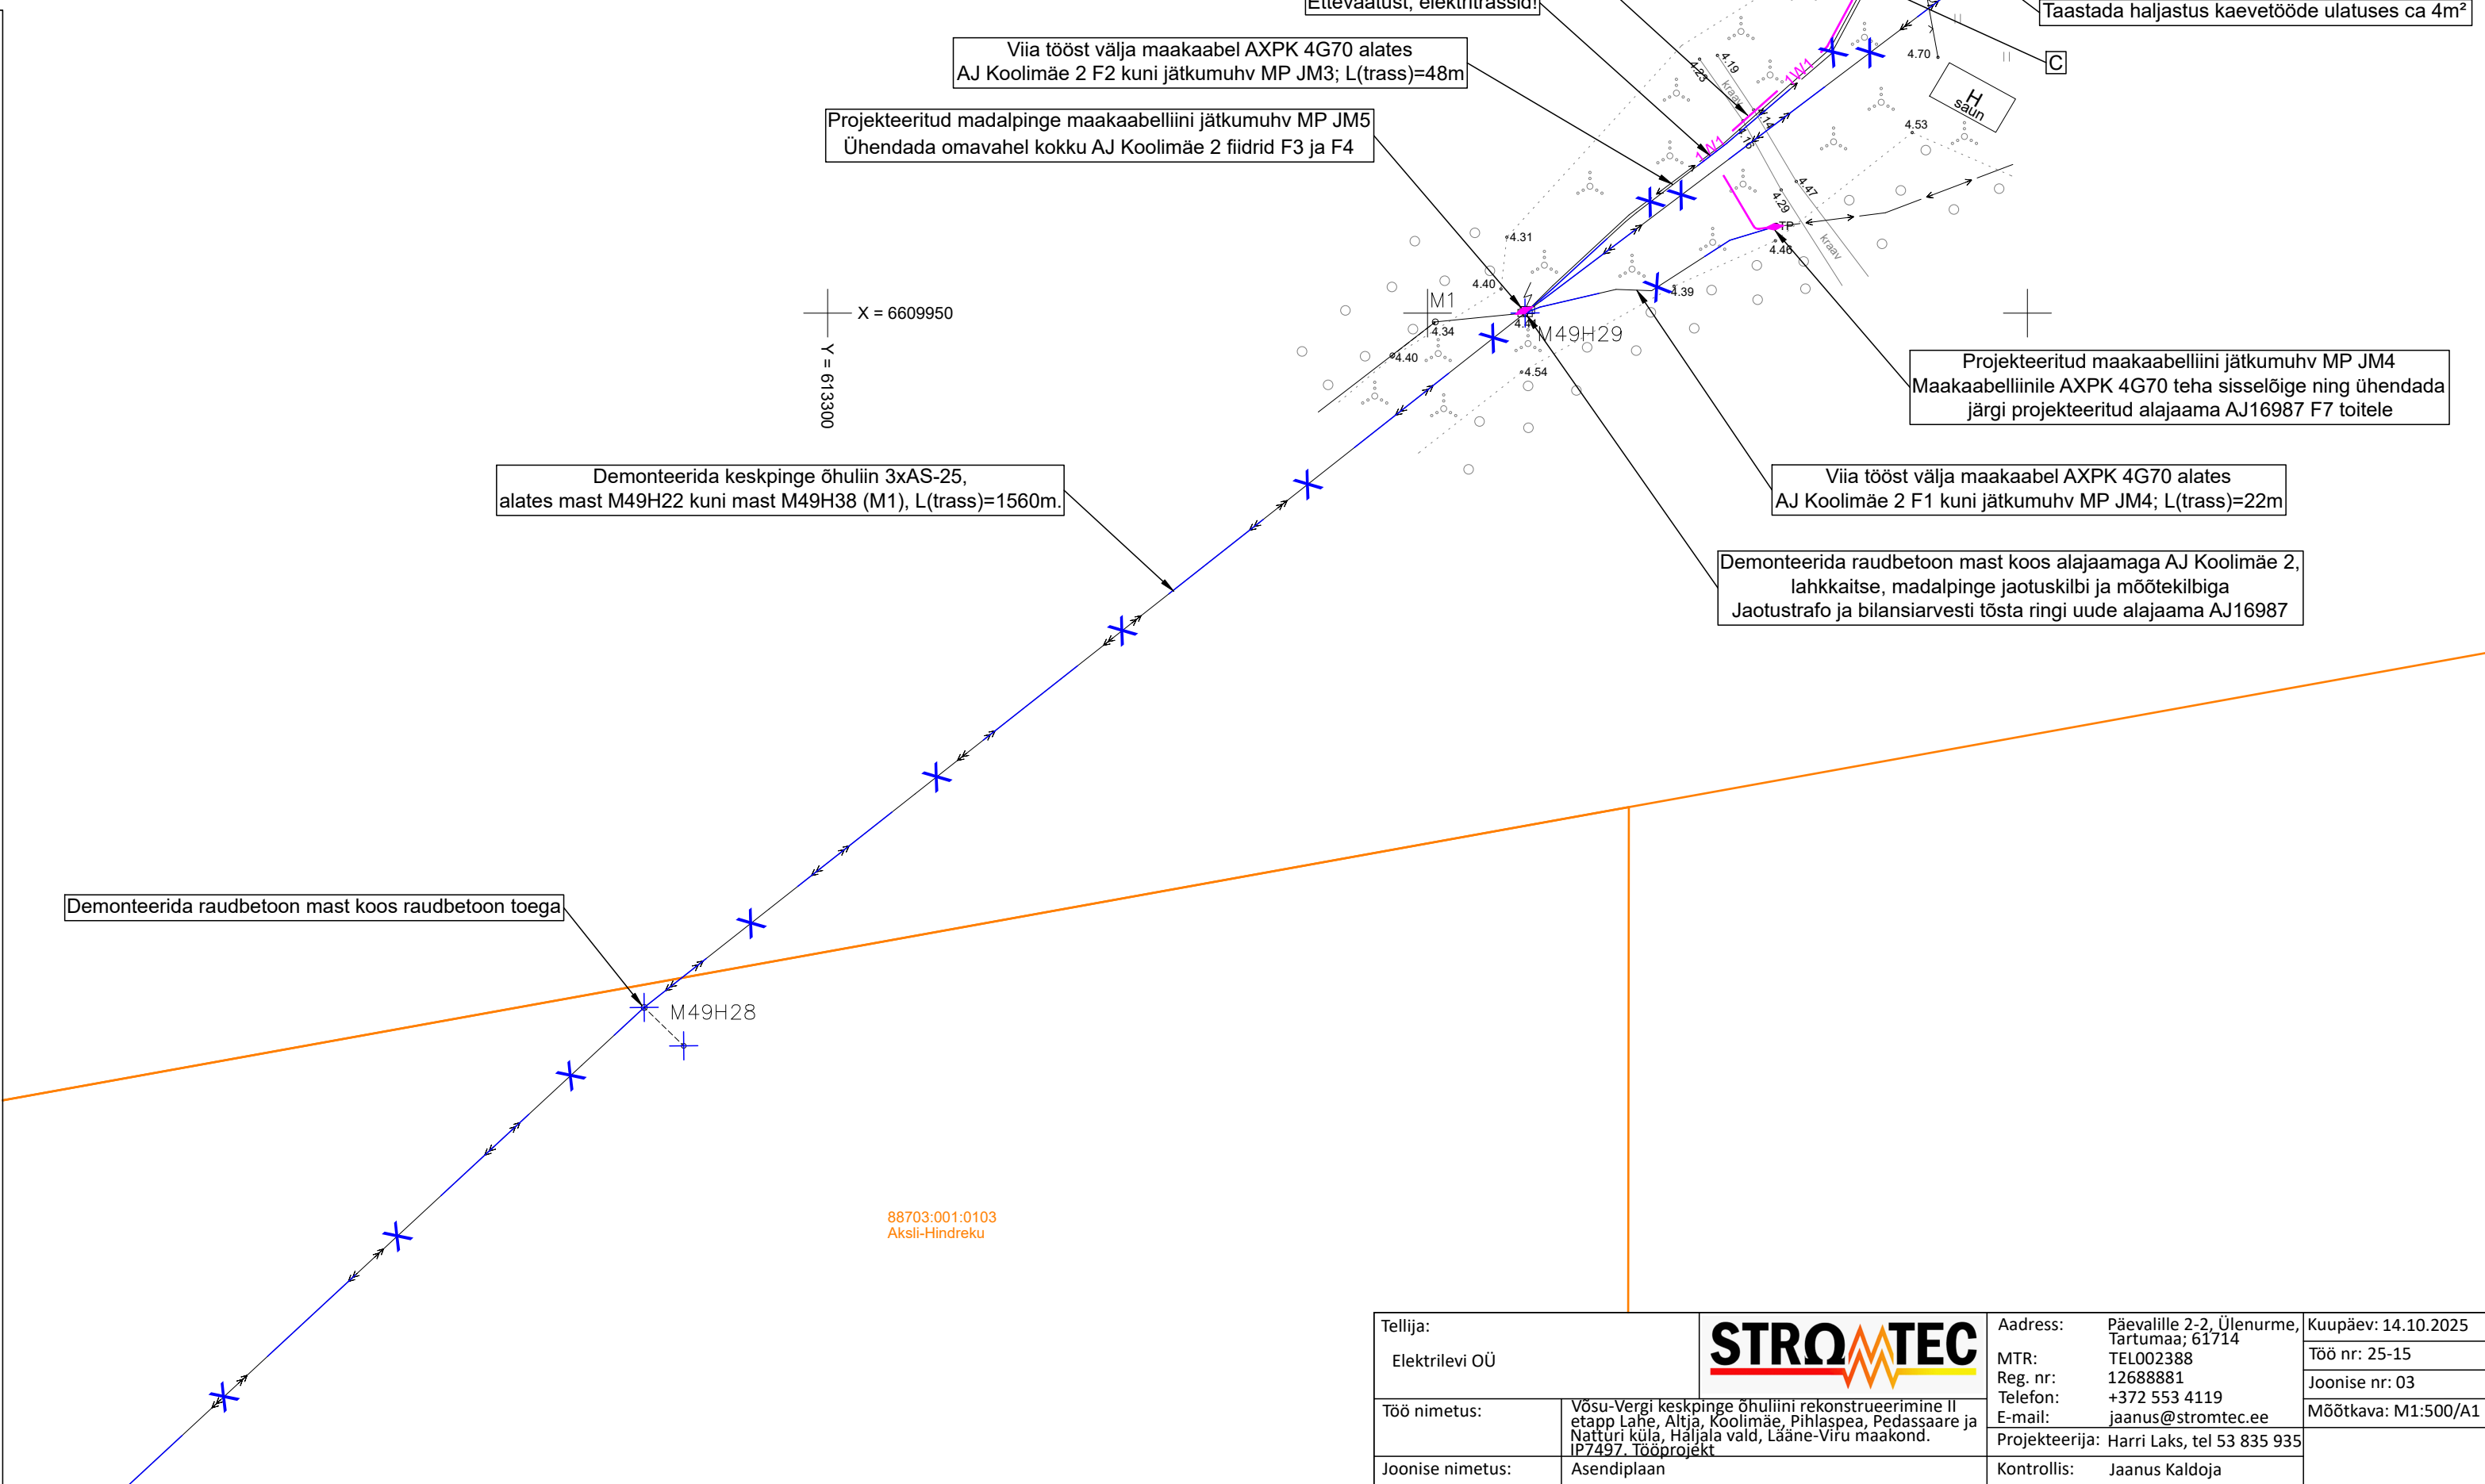 Ettevaatust, elektritrassid!
Taastada haljastus kaevetööde ulatuses ca 4m²
Viia tööst välja maakaabel AXPK 4G70 alates
AJ Koolimäe 2 F2 kuni jätkumuhv MP JM3; L(trass)=48m
C
Projekteeritud madalpinge maakaabelliini jätkumuhv MP JM5
Ühendada omavahel kokku AJ Koolimäe 2 fiidrid F3 ja F4
4.70
4.19
4.23
kraav
1W1
H
saun
4.53
14
16
1W1
4.47
4.29
kraav
TP
4.46
4.31
4.40
4.39
M1
4.34
M49H29
4.40
4.54
X = 6609950
Y = 613300
Projekteeritud maakaabelliini jätkumuhv MP JM4
Maakaabelliinile AXPK 4G70 teha sisselõige ning ühendada
järgi projekteeritud alajaama AJ16987 F7 toitele
Demonteerida keskpinge õhuliin 3xAS-25,
alates mast M49H22 kuni mast M49H38 (M1), L(trass)=1560m.
Viia tööst välja maakaabel AXPK 4G70 alates
AJ Koolimäe 2 F1 kuni jätkumuhv MP JM4; L(trass)=22m
Demonteerida raudbetoon mast koos alajaamaga AJ Koolimäe 2,
lahkkaitse, madalpinge jaotuskilbi ja mõõtekilbiga
Jaotustrafo ja bilansiarvesti tõsta ringi uude alajaama AJ16987
Demonteerida raudbetoon mast koos raudbetoon toega
M49H28
88703:001:0103
Aksli-Hindreku
Tellija:
Elektrilevi OÜ
STROMTEC
Aadress: Päevalille 2-2, Ülenurme,
Tartumaa; 61714
MTR: TEL002388
Reg. nr: 12688881
Telefon: +372 553 4119
E-mail: jaanus@stromtec.ee
Kuupäev: 14.10.2025
Töö nr: 25-15
Joonise nr: 03
Mõõtkava: M1:500/A1
Töö nimetus:
Võsu-Vergi keskpinge õhuliini rekonstrueerimine II
etapp Lahe, Altja, Koolimäe, Pihlaspea, Pedassaare ja
Natturi küla, Haljala vald, Lääne-Viru maakond.
IP7497. Tööprojekt
Projekteerija: Harri Laks, tel 53 835 935
Joonise nimetus: Asendiplaan
Kontrollis: Jaanus Kaldoja